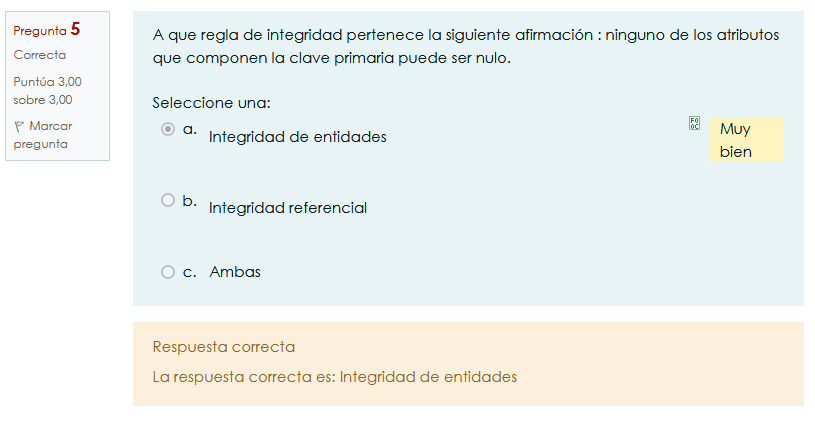 Pregunta 5
Correcta
Puntúa 3,00
sobre 3,00
Marcar
pregunta
A que regla de integridad pertenece la siguiente afirmación : ninguno de los atributos
que componen la clave primaria puede ser nulo.
Seleccione una:
a. Integridad de entidades
Muy
bien
b. Integridad referencial
c. Ambas
Respuesta correcta
La respuesta correcta es: Integridad de entidades